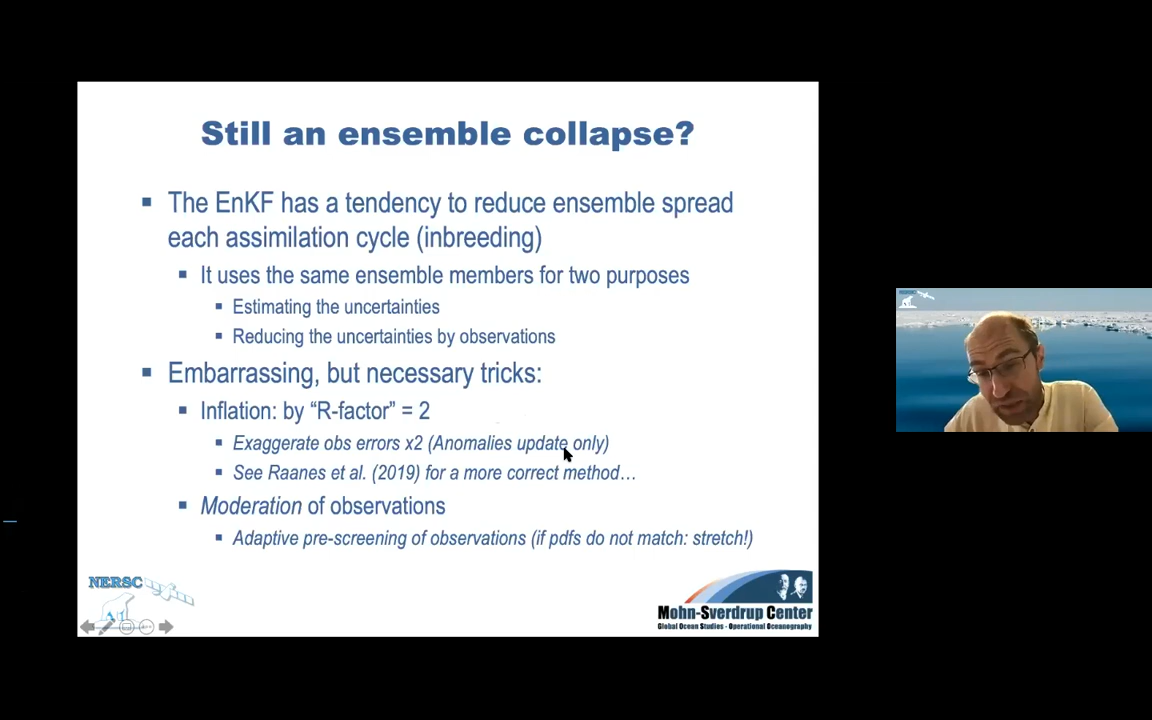 Still an ensemble collapse?
▪ The EnKF has a tendency to reduce ensemble spread
each assimilation cycle (inbreeding)
▪ It uses the same ensemble members for two purposes
▪ Estimating the uncertainties
▪ Reducing the uncertainties by observations
▪ Embarrassing, but necessary tricks:
▪ Inflation: by “R-factor” = 2
▪ Exaggerate obs errors x2 (Anomalies update only)
▪ See Raanes et al. (2019) for a more correct method…
▪ Moderation of observations
▪ Adaptive pre-screening of observations (if pdfs do not match: stretch!)
NERSC
Mohn-Sverdrup Center
Global Ocean Studies - Operational Oceanography